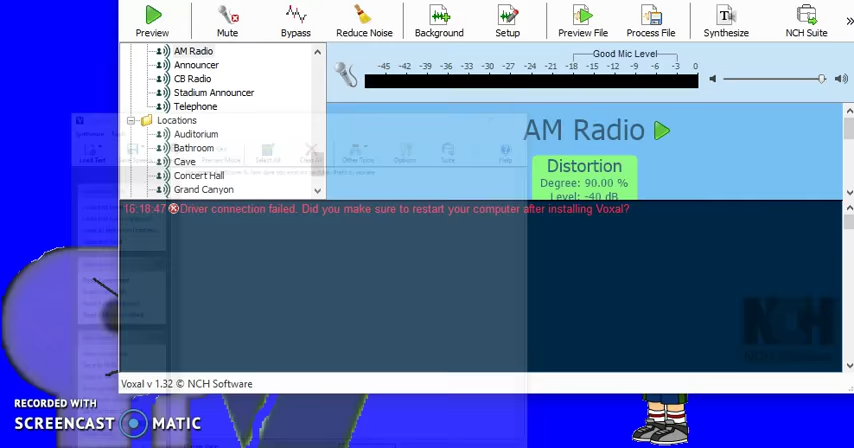 Preview
Mute
Bypass
Reduce Noise
Background
Setup
Preview File
Process File
Synthesize
NCH Suite
»
AM Radio
Announcer
CB Radio
Stadium Announcer
Telephone
Locations
Auditorium
Bathroom
Cave
Concert Hall
Grand Canyon
Good Mic Level
-45 -42 -39 -36 -33 -30 -27 -24 -21 -18 -15 -12 -9 -6 -3 0
AM Radio
Distortion
Degree: 90.00 %
Level: -40 dB
16:18:47 Driver connection failed. Did you make sure to restart your computer after installing Voxal?
NCH
NCH Software
Voxal v 1.32 © NCH Software
RECORDED WITH
SCREENCAST MATIC